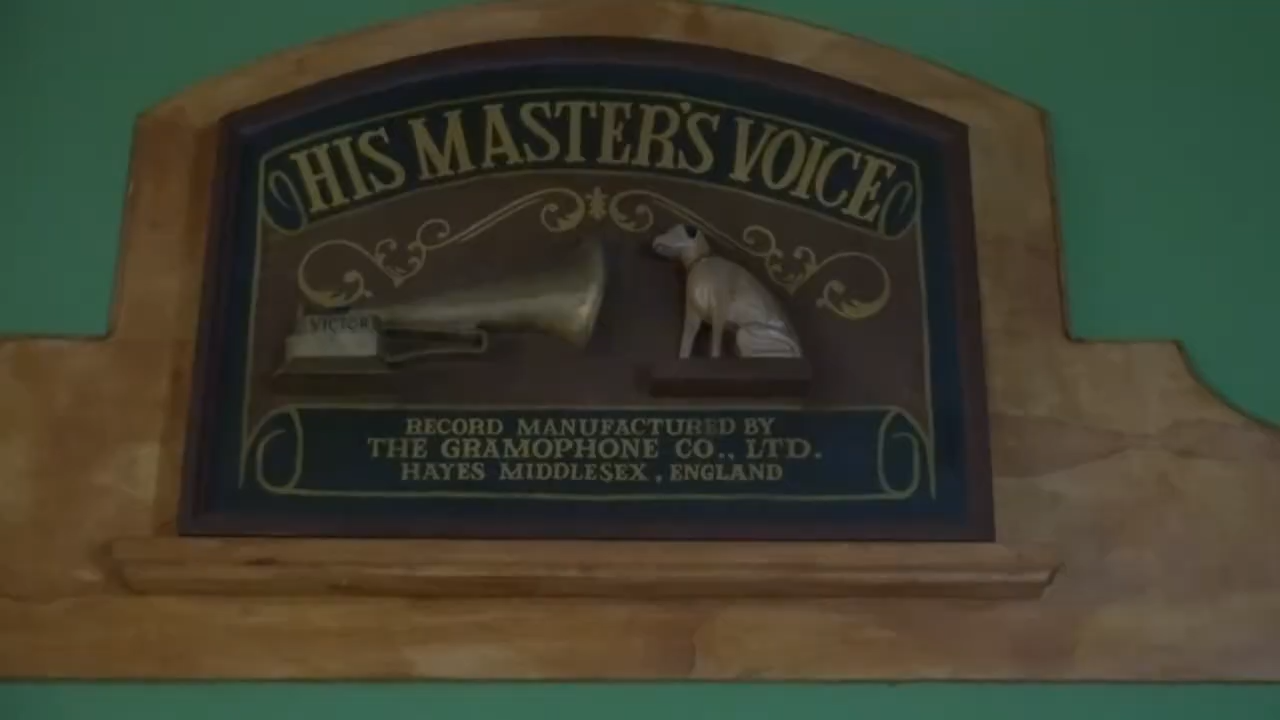 HIS MASTER'S VOICE
VICTOR
RECORD MANUFACTURED BY
THE GRAMOPHONE CO., LTD.
HAYES MIDDLESEX, ENGLAND